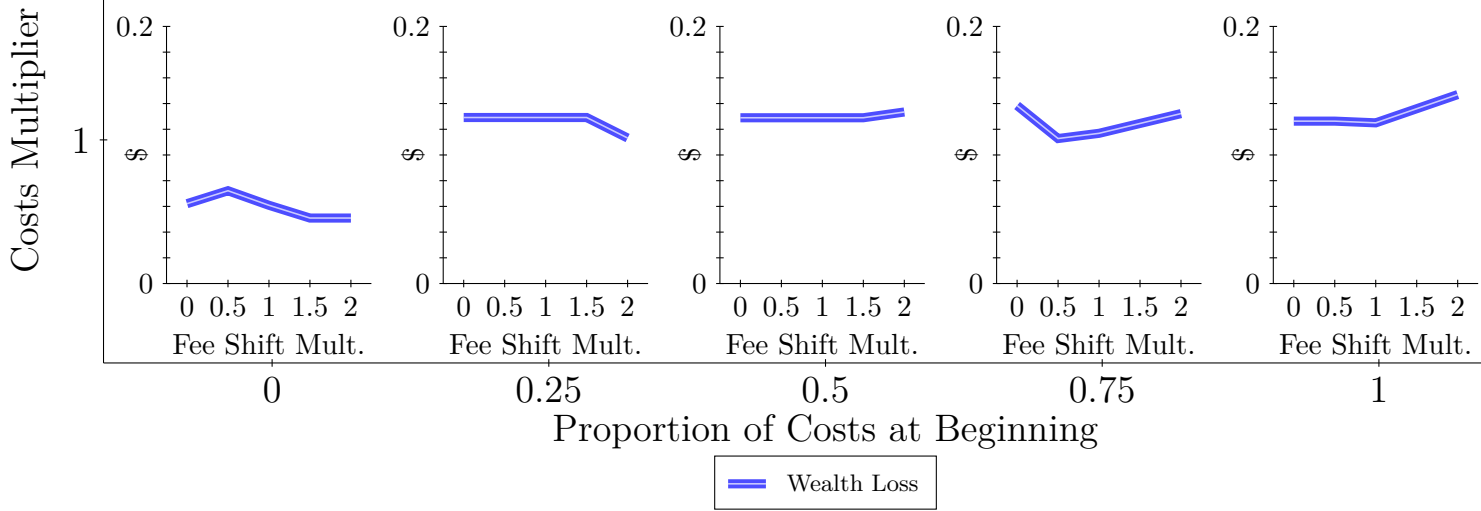 Costs Multiplier
1
0.2
$
0
0 0.5 1 1.5 2
Fee Shift Mult.
0.2
$
0
0 0.5 1 1.5 2
Fee Shift Mult.
0.2
$
0
0 0.5 1 1.5 2
Fee Shift Mult.
0.2
$
0
0 0.5 1 1.5 2
Fee Shift Mult.
0.2
$
0
0 0.5 1 1.5 2
Fee Shift Mult.
0 0.25 0.5 0.75 1
Proportion of Costs at Beginning
Wealth Loss